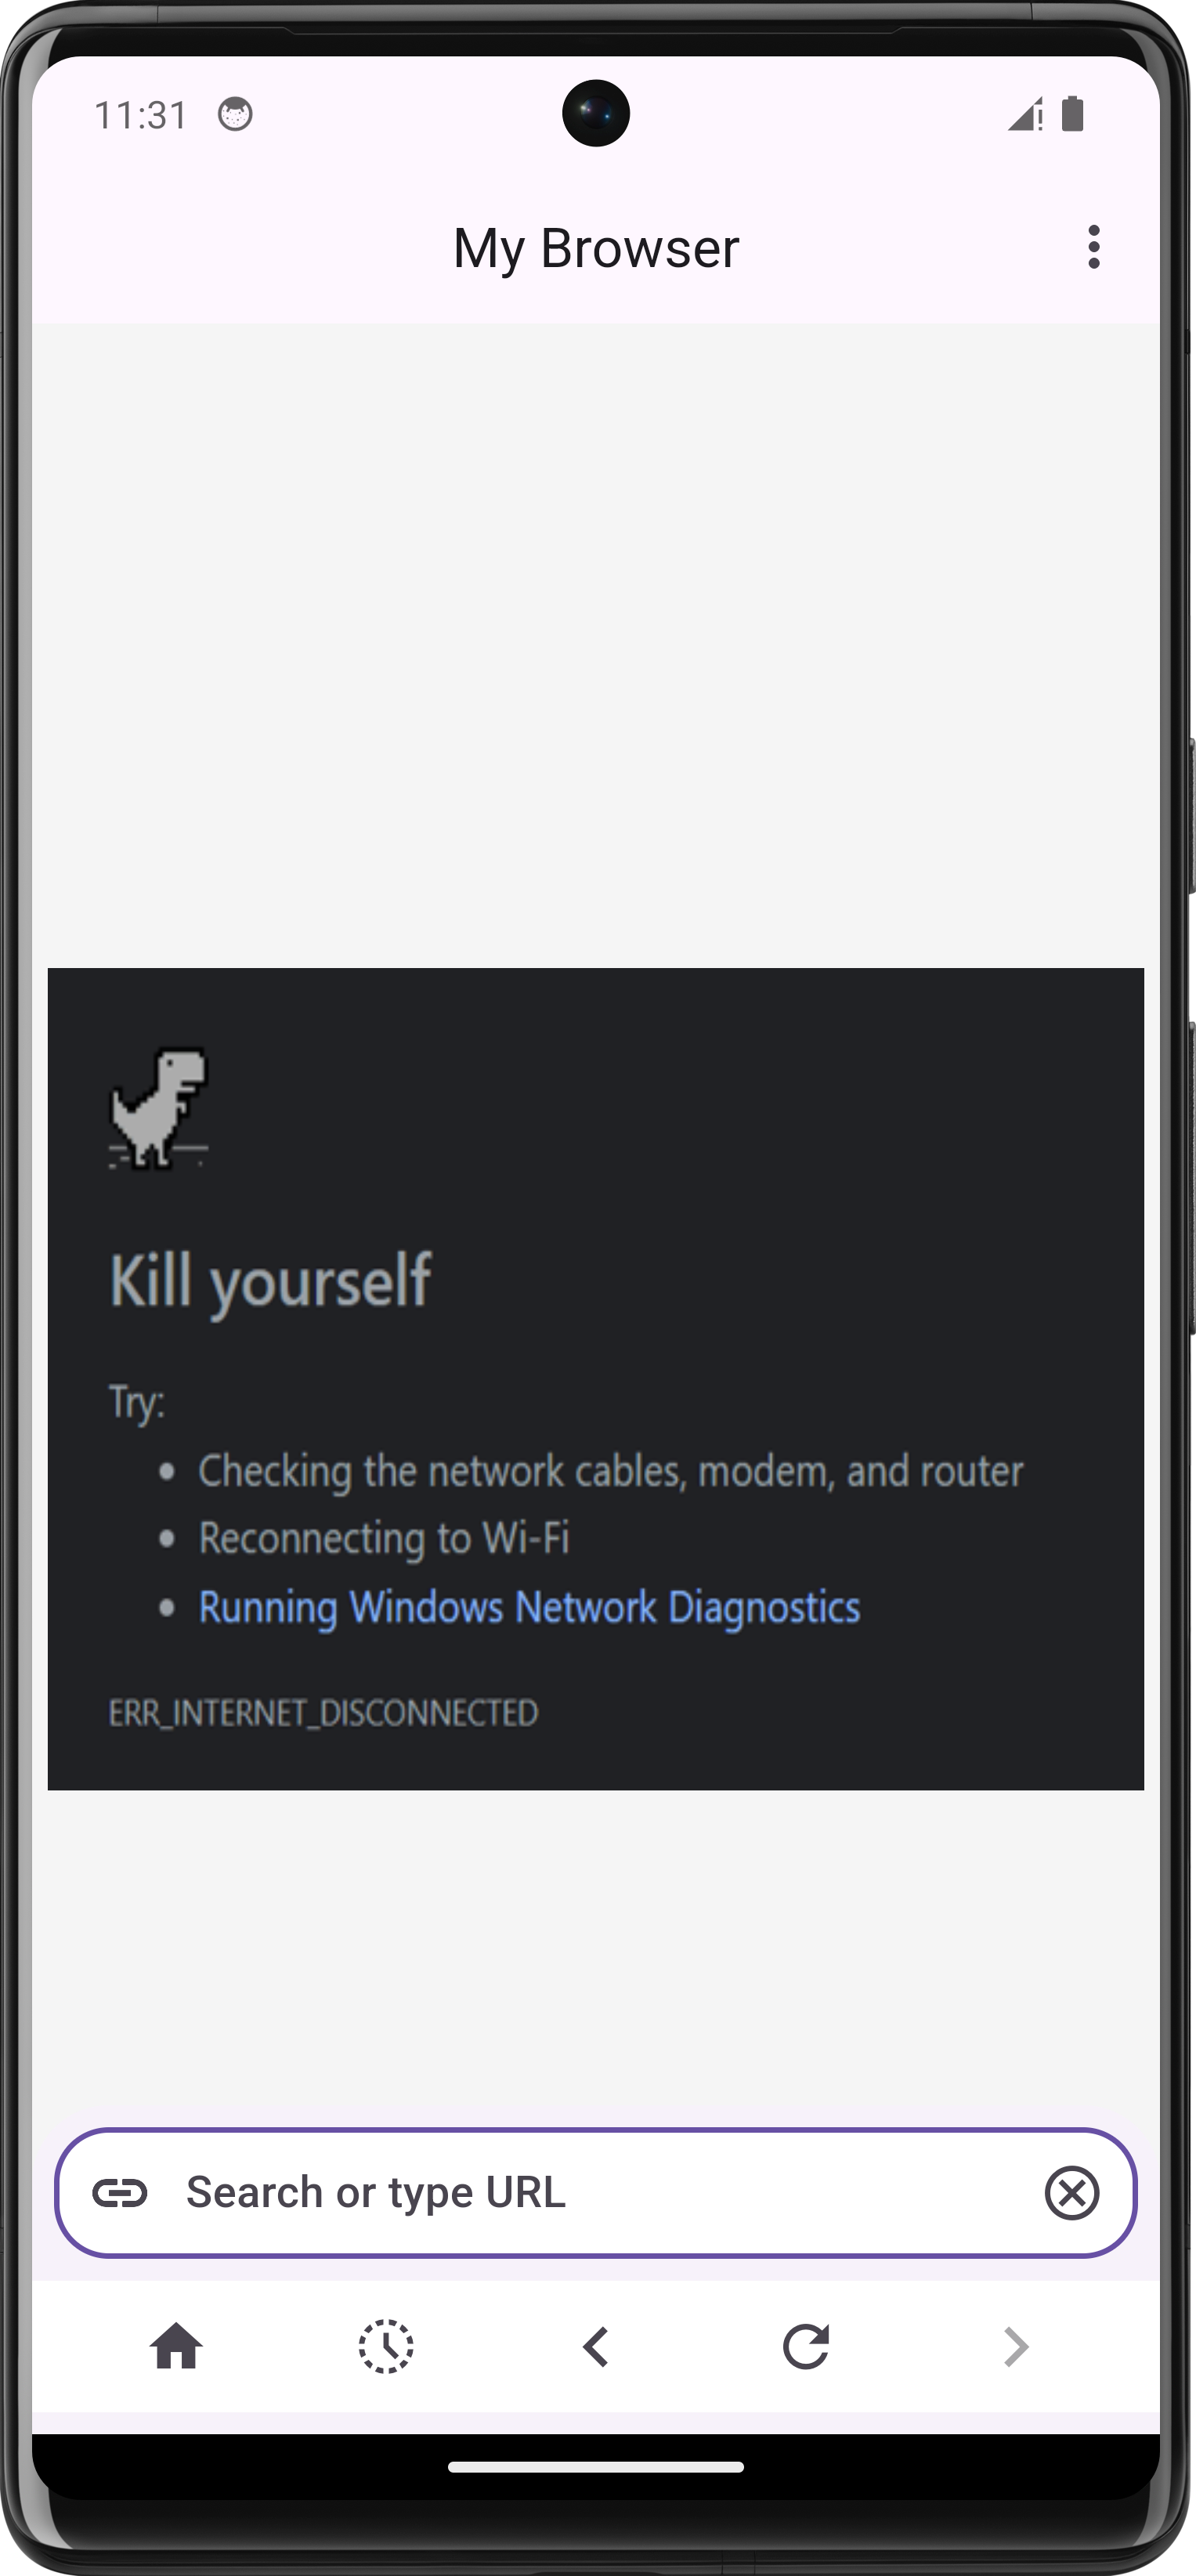 11:31
My Browser
Kill yourself
Try:
Checking the network cables, modem, and router
Reconnecting to Wi-Fi
Running Windows Network Diagnostics
ERR_INTERNET_DISCONNECTED
Search or type URL